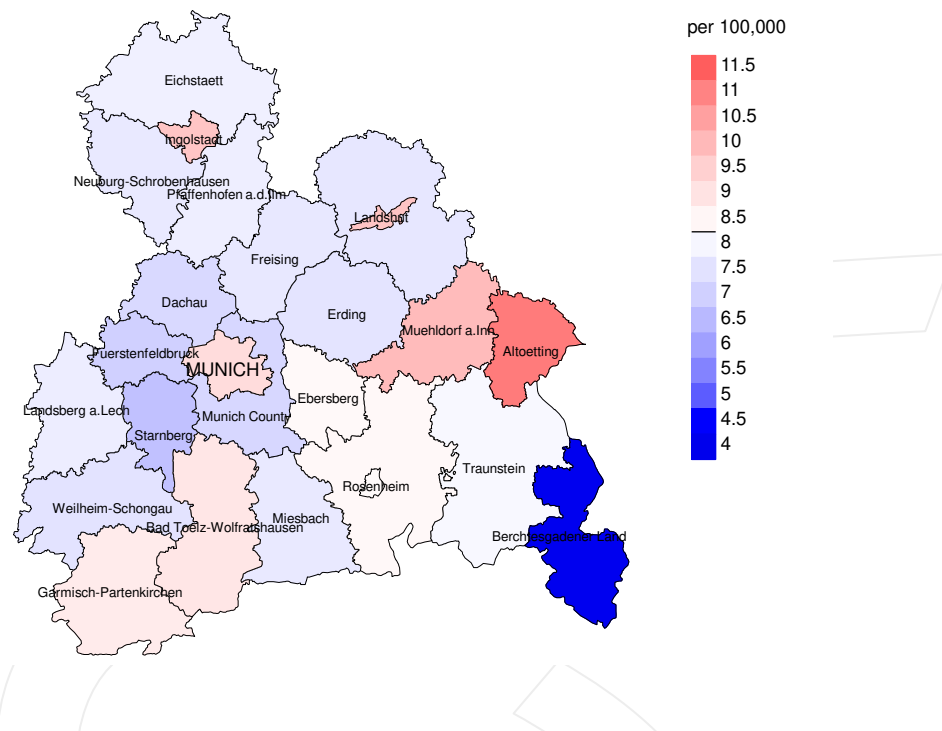 per 100,000
11.5
11
10.5
10
9.5
9
8.5
8
7.5
7
6.5
6
5.5
5
4.5
4
Eichstaett
Ingolstadt
Neuburg-Schrobenhausen
Pfaffenhofen a.d.Ilm
Landshut
Freising
Dachau
Erding
Muehldorf a.Inn
Altoetting
Fuerstenfeldbruck
MUNICH
Ebersberg
Landsberg a.Lech
Munich County
Starnberg
Traunstein
Rosenheim
Weilheim-Schongau
Miesbach
Bad Toelz-Wolfratshausen
Berchtesgadener Land
Garmisch-Partenkirchen